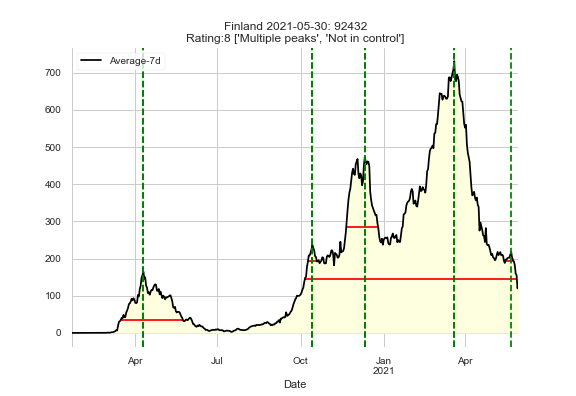 Finland 2021-05-30: 92432
Rating:8 ['Multiple peaks', 'Not in control']
Average-7d
700
600
500
400
300
200
100
0
Apr
Jul
Oct
Jan
2021
Apr
Date